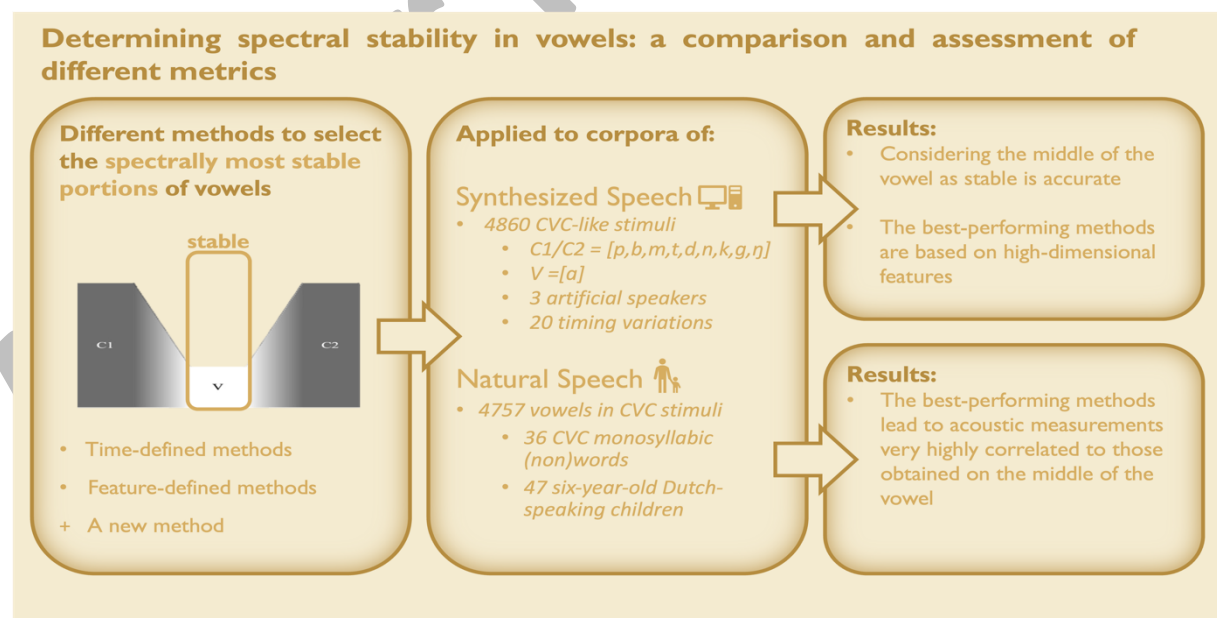 Determining spectral stability in vowels: a comparison and assessment of
different metrics
Different methods to select
the spectrally most stable
portions of vowels
stable
C1
C2
V
• Time-defined methods
• Feature-defined methods
+ A new method
Applied to corpora of:
Synthesized Speech
• 4860 CVC-like stimuli
• C1/C2 = [p,b,m,t,d,n,k,g,ŋ]
• V =[a]
• 3 artificial speakers
• 20 timing variations
Natural Speech
• 4757 vowels in CVC stimuli
• 36 CVC monosyllabic
(non)words
• 47 six-year-old Dutch-
speaking children
Results:
• Considering the middle of the
vowel as stable is accurate
• The best-performing methods
are based on high-dimensional
features
Results:
• The best-performing methods
lead to acoustic measurements
very highly correlated to those
obtained on the middle of the
vowel